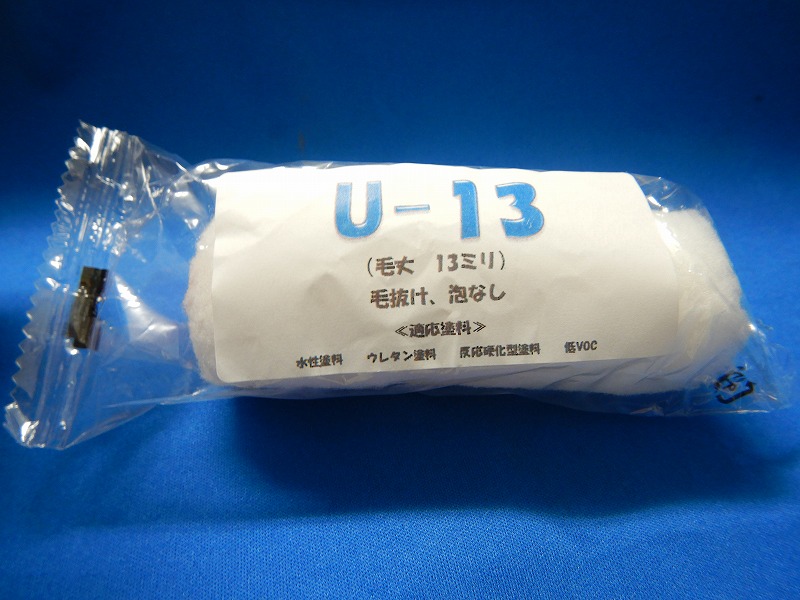 U-13
(毛丈 13ミリ)
毛抜け、泡なし
≪適応塗料≫
水性塗料 ウレタン塗料 反応硬化型塗料 低VOC